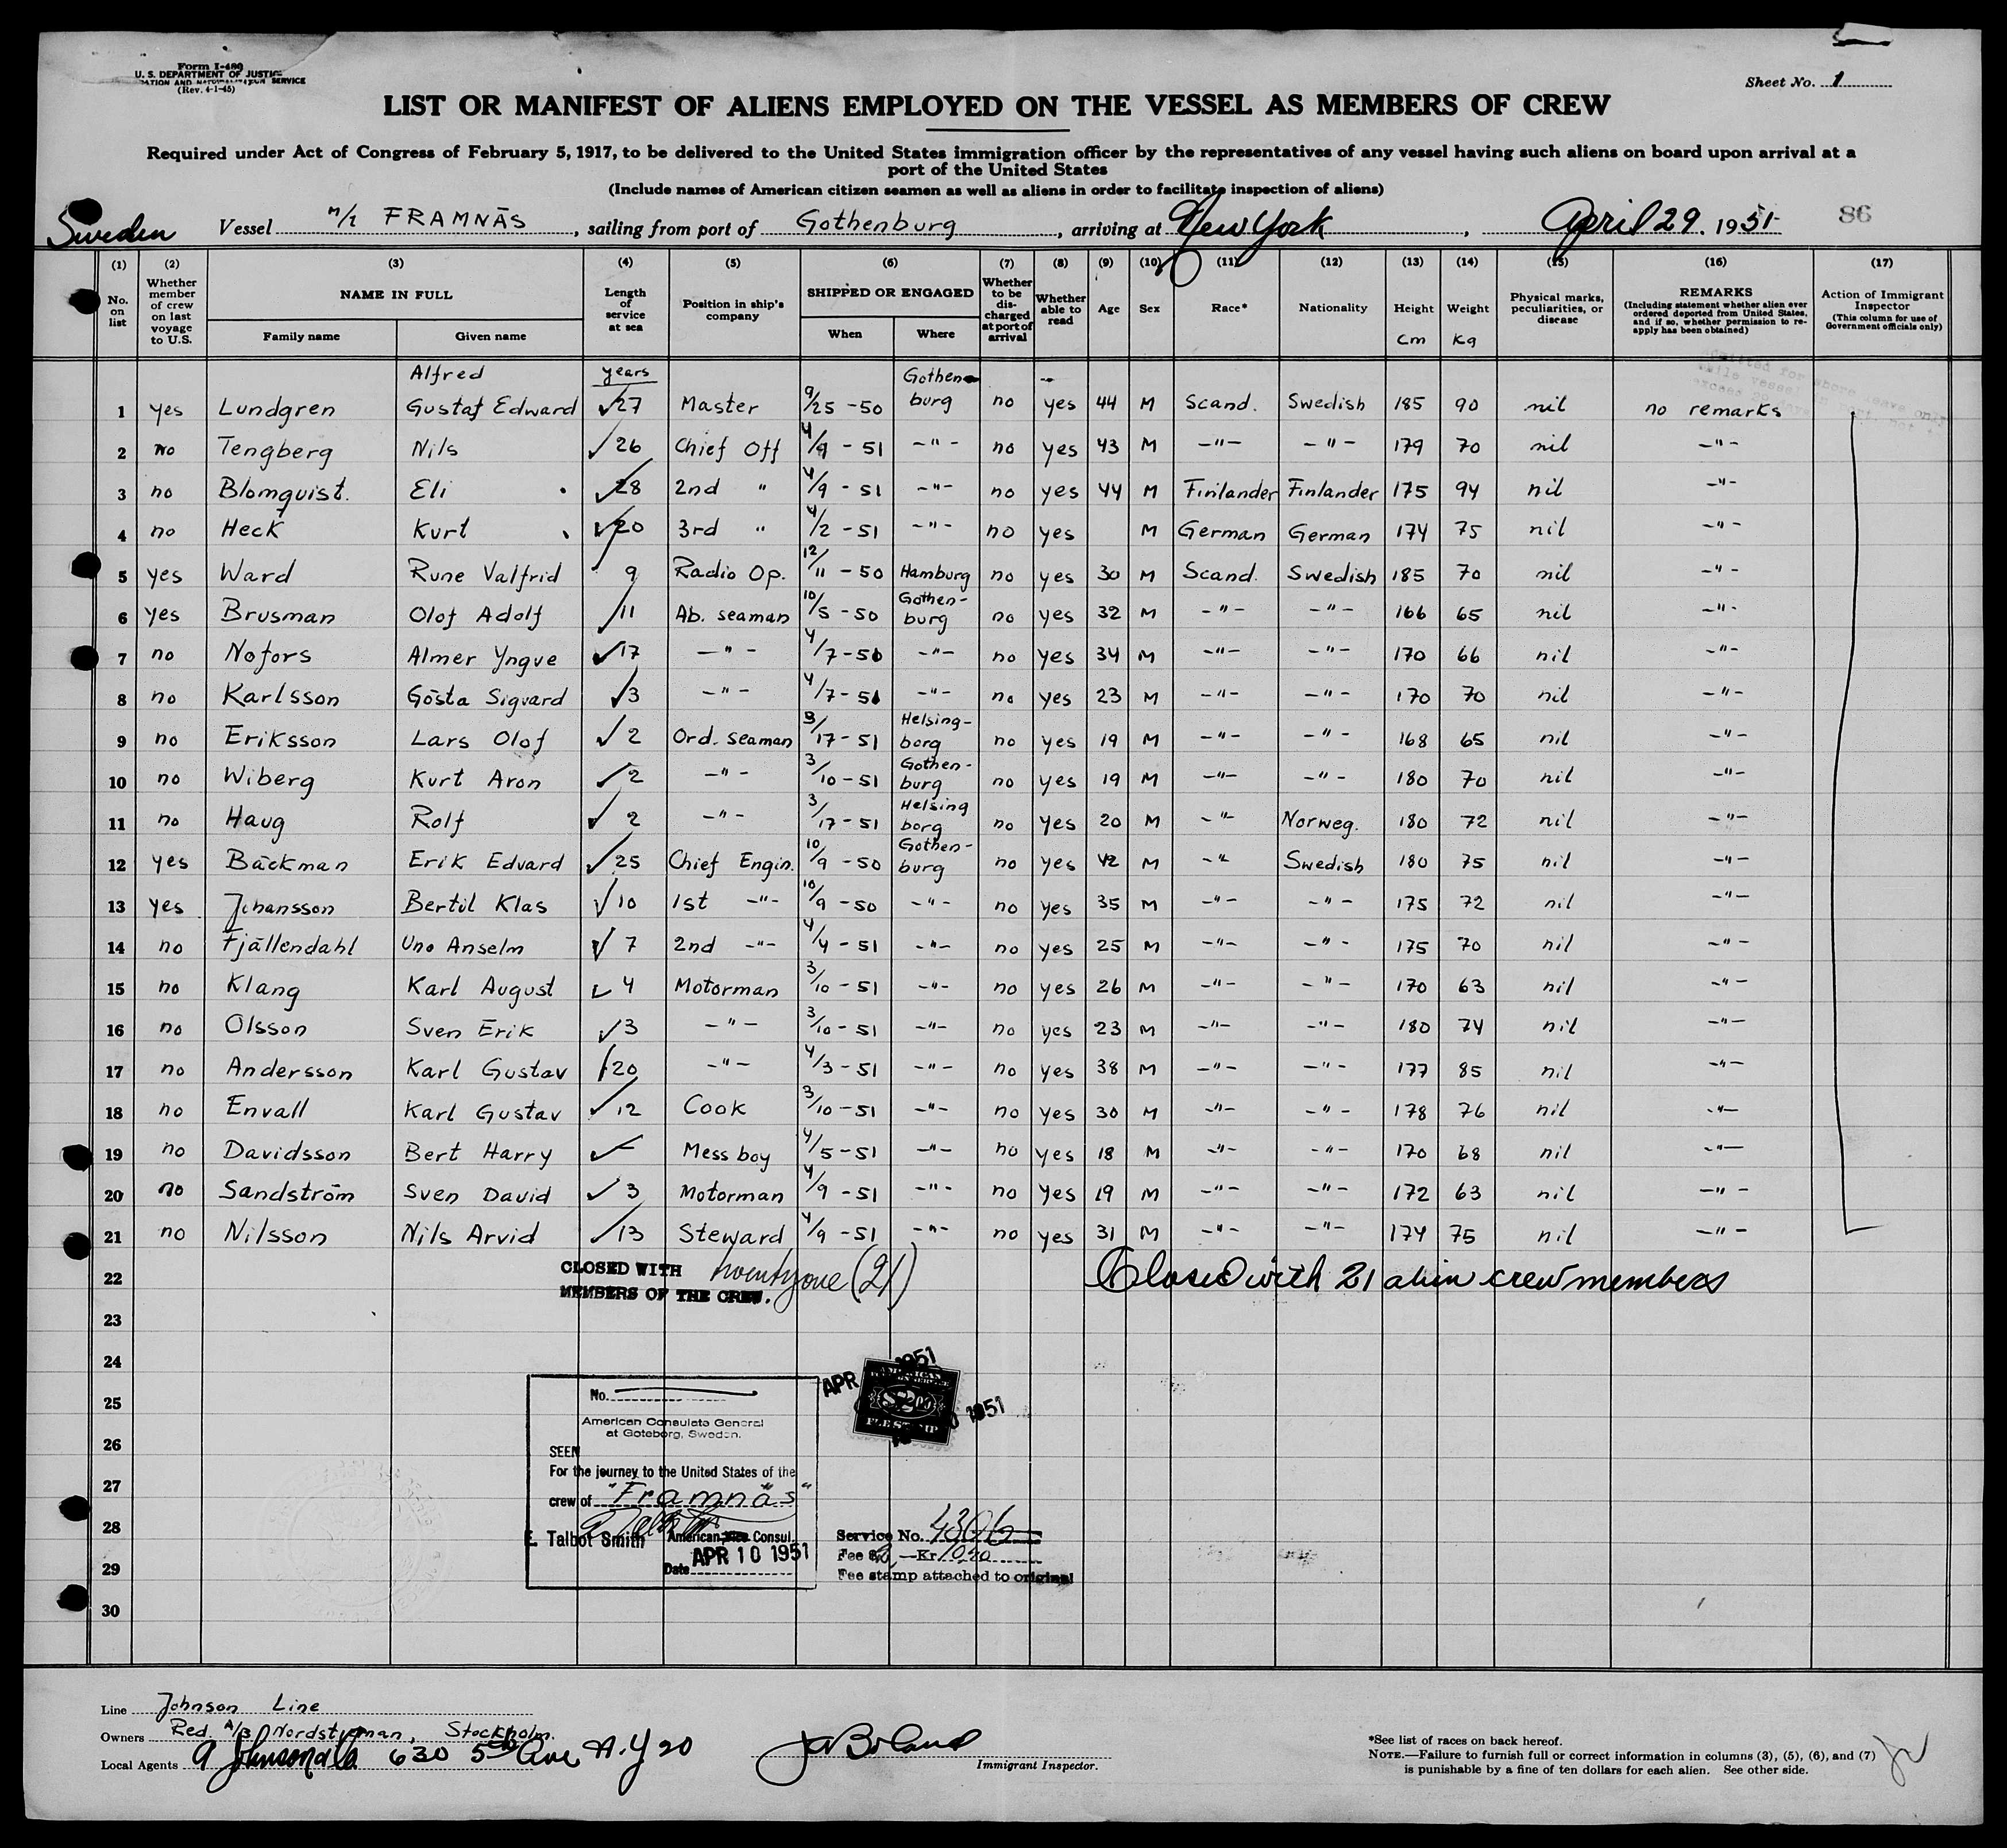 Form I-480
U. S. DEPARTMENT OF JUSTICE
IMMIGRATION AND NATURALIZATION SERVICE
(Rev. 4-1-45)
Sheet No. 1
LIST OR MANIFEST OF ALIENS EMPLOYED ON THE VESSEL AS MEMBERS OF CREW
Required under Act of Congress of February 5, 1917, to be delivered to the United States immigration officer by the representatives of any vessel having such aliens on board upon arrival at a
port of the United States
(Include names of American citizen seamen as well as aliens in order to facilitate inspection of aliens)
Sweden Vessel FRAMNÄS, sailing from port of Gothenburg, arriving at New York, April 29, 1951 86
(1) No. on list (2) Whether member of crew on last voyage to U.S. (3) NAME IN FULL Family name Given name (4) Length of service at sea (5) Position in ship's company (6) SHIPPED OR ENGAGED When Where (7) Whether to be discharged at port of arrival (8) Whether able to read (9) Age (10) Sex (11) Race* (12) Nationality (13) Height Cm (14) Weight Kg (15) Physical marks, peculiarities, or disease (16) REMARKS (Including statement whether alien ever ordered deported from United States, and if so, whether permission to reapply has been obtained) (17) Action of Immigrant Inspector (This column for use of Government officials only)
1 yes Lundgren Alfred Gustaf Edward years 27 Master 9/25 - 50 Gothenburg no yes 44 M Scand. Swedish 185 90 nil no remarks
2 no Tengberg Nils 26 Chief Off 4/9 - 51 -"- no yes 43 M -"- -"- 179 70 nil -"-
3 no Blomquist. Eli 28 2nd " 4/9 - 51 -"- no yes 44 M Finlander Finlander 175 94 nil -"-
4 no Heck Kurt 20 3rd " 4/2 - 51 -"- no yes M German German 174 75 nil -"-
5 yes Ward Rune Valfrid 9 Radio Op. 12/11 - 50 Hamburg no yes 30 M Scand. Swedish 185 70 nil -"-
6 yes Brusman Olof Adolf 11 Ab. seaman 10/5 - 50 Gothenburg no yes 32 M -"- -"- 166 65 nil -"-
7 no Nofors Almer Yngve 17 -"- 4/7 - 51 -"- no yes 34 M -"- -"- 170 66 nil -"-
8 no Karlsson Gösta Sigvard 3 -"- 4/7 - 51 -"- no yes 23 M -"- -"- 170 70 nil -"-
9 no Eriksson Lars Olof 2 Ord. seaman 3/17 - 51 Helsingborg no yes 19 M -"- -"- 168 65 nil -"-
10 no Wiberg Kurt Aron 2 -"- 3/10 - 51 Gothenburg no yes 19 M -"- -"- 180 70 nil -"-
11 no Haug Rolf 2 -"- 3/17 - 51 Helsingborg no yes 20 M -"- Norweg. 180 72 nil -"-
12 yes Bäckman Erik Edvard 25 Chief Engin. 10/9 - 50 Gothenburg no yes 42 M -"- Swedish 180 75 nil -"-
13 yes Johansson Bertil Klas 10 1st -"- 10/9 - 50 -"- no yes 35 M -"- -"- 175 72 nil -"-
14 no Fjällendahl Uno Anselm 7 2nd -"- 4/4 - 51 -"- no yes 25 M -"- -"- 175 70 nil -"-
15 no Klang Karl August 4 Motorman 3/10 - 51 -"- no yes 26 M -"- -"- 170 63 nil -"-
16 no Olsson Sven Erik 3 -"- 3/10 - 51 -"- no yes 23 M -"- -"- 180 74 nil -"-
17 no Andersson Karl Gustav 20 -"- 4/3 - 51 -"- no yes 38 M -"- -"- 177 85 nil -"-
18 no Envall Karl Gustav 12 Cook 3/10 - 51 -"- no yes 30 M -"- -"- 178 76 nil -"-
19 no Davidsson Bert Harry - Mess boy 4/5 - 51 -"- no yes 18 M -"- -"- 170 68 nil -"-
20 no Sandström Sven David 3 Motorman 4/9 - 51 -"- no yes 19 M -"- -"- 172 63 nil -"-
21 no Nilsson Nils Arvid 13 Steward 4/9 - 51 -"- no yes 31 M -"- -"- 174 75 nil -"-
22 CLOSED WITH twentyone (21) MEMBERS OF THE CREW. Closed with 21 alien crew members
23
24
25
26
27
28
29
30
No.
American Consulate General
at Goteborg, Sweden.
SEEN
For the journey to the United States of the
crew of "Framnäs"
E. Talbot Smith American Vice Consul.
Date APR 10 1951
APR 1951
$2.00
FEE STAMP
1951
Service No. 4306
Fee stamp attached to original
Line Johnson Line
Owners Red. A/B Nordstjernan, Stockholm.
Local Agents A Johnson & Co 630 5th Ave N.Y 20
Immigrant Inspector.
*See list of races on back hereof.
NOTE.—Failure to furnish full or correct information in columns (3), (5), (6), and (7)
is punishable by a fine of ten dollars for each alien. See other side.